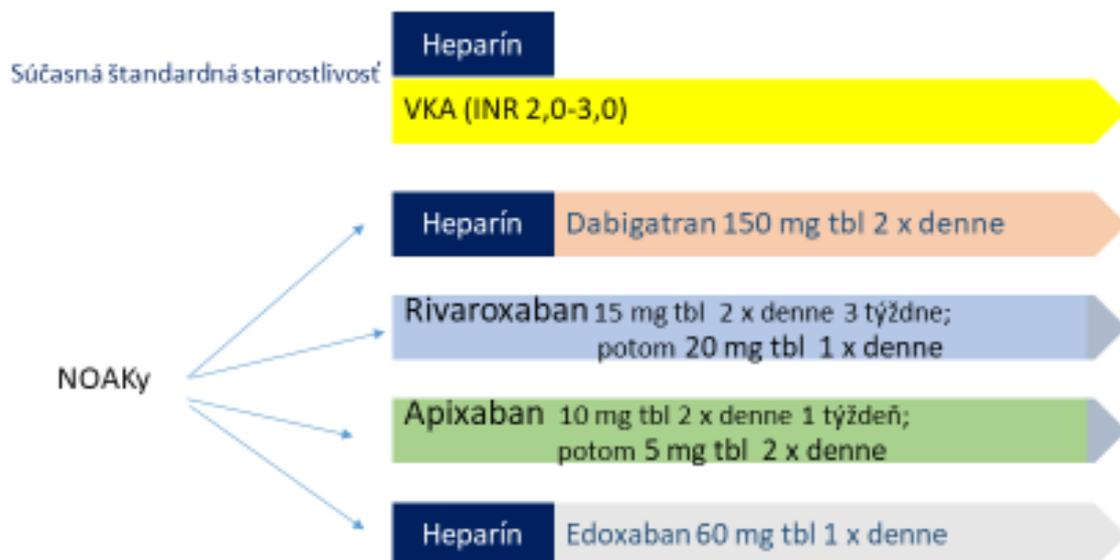 Heparín
Súčasná štandardná starostlivosť
VKA (INR 2,0-3,0)
Heparín Dabigatran 150 mg tbl 2 x denne
Rivaroxaban 15 mg tbl 2 x denne 3 týždne;
potom 20 mg tbl 1 x denne
NOAKy
Apixaban 10 mg tbl 2 x denne 1 týždeň;
potom 5 mg tbl 2 x denne
Heparín Edoxaban 60 mg tbl 1 x denne